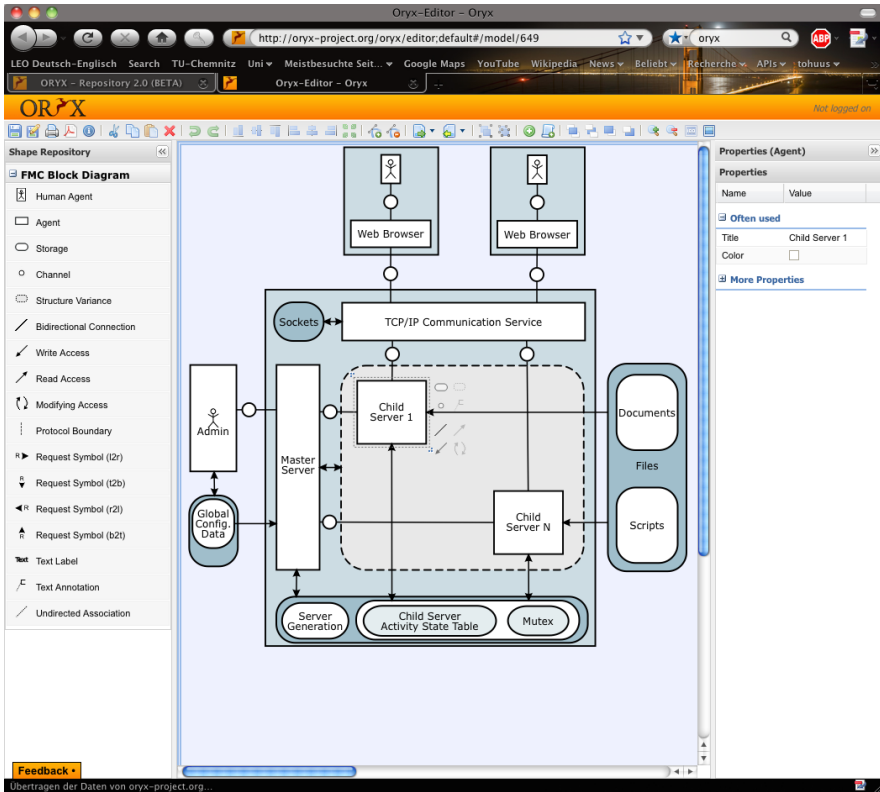 Oryx-Editor – Oryx
http://oryx-project.org/oryx/editor;default#/model/649
oryx
ABP
LEO Deutsch-Englisch Search TU-Chemnitz Uni Meistbesuchte Seit... Google Maps YouTube Wikipedia News Beliebt Recherche APIs tohuus
ORYX - Repository 2.0 (BETA)
Oryx-Editor - Oryx
ORYX
Not logged on
Shape Repository
FMC Block Diagram
Human Agent
Agent
Storage
Channel
Structure Variance
Bidirectional Connection
Write Access
Read Access
Modifying Access
Protocol Boundary
R Request Symbol (l2r)
R Request Symbol (t2b)
R Request Symbol (r2l)
R Request Symbol (b2t)
Text Text Label
Text Annotation
Undirected Association
Web Browser
Web Browser
Sockets
TCP/IP Communication Service
Admin
Master
Server
Child
Server 1
Documents
Files
Scripts
Global
Config.
Data
Child
Server N
Server
Generation
Child Server
Activity State Table
Mutex
Properties (Agent)
Properties
Name Value
Often used
Title Child Server 1
Color
More Properties
Feedback
Übertragen der Daten von oryx-project.org...